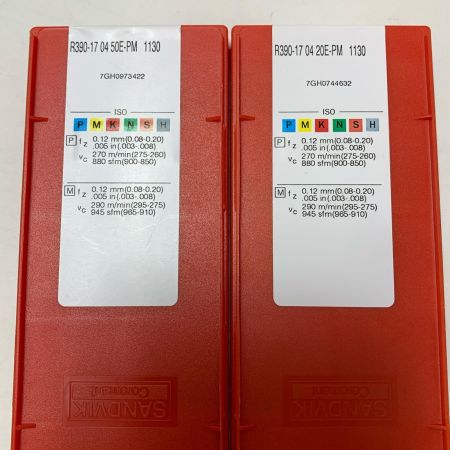 R390-17 04 50E-PM 1130
7GH0973422
ISO
P M K N S H
P fz 0.12 mm(0.08-0.20)
.005 in(.003-.008)
vc 270 m/min(275-260)
880 sfm(900-850)
M fz 0.12 mm(0.08-0.20)
.005 in(.003-.008)
vc 290 m/min(295-275)
945 sfm(965-910)
SANDVIK
Coromant
R390-17 04 20E-PM 1130
7GH0744632
ISO
P M K N S H
P fz 0.12 mm(0.08-0.20)
.005 in(.003-.008)
vc 270 m/min(275-260)
880 sfm(900-850)
M fz 0.12 mm(0.08-0.20)
.005 in(.003-.008)
vc 290 m/min(295-275)
945 sfm(965-910)
SANDVIK
Coromant